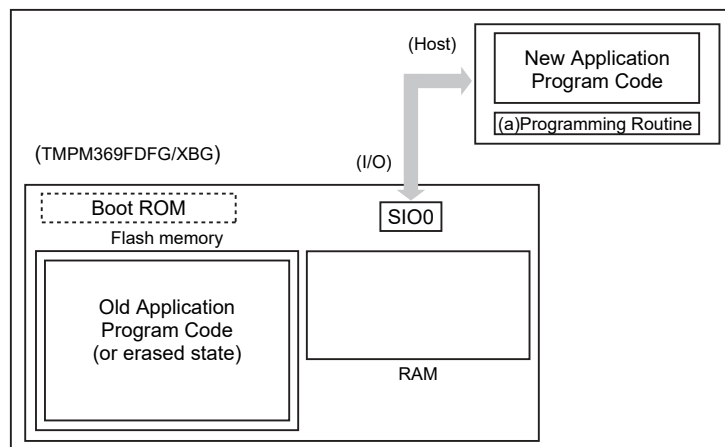 (Host)
New Application
Program Code
(a)Programming Routine
(TMPM369FDFG/XBG)
(I/O)
Boot ROM
SIO0
Flash memory
Old Application
Program Code
(or erased state)
RAM